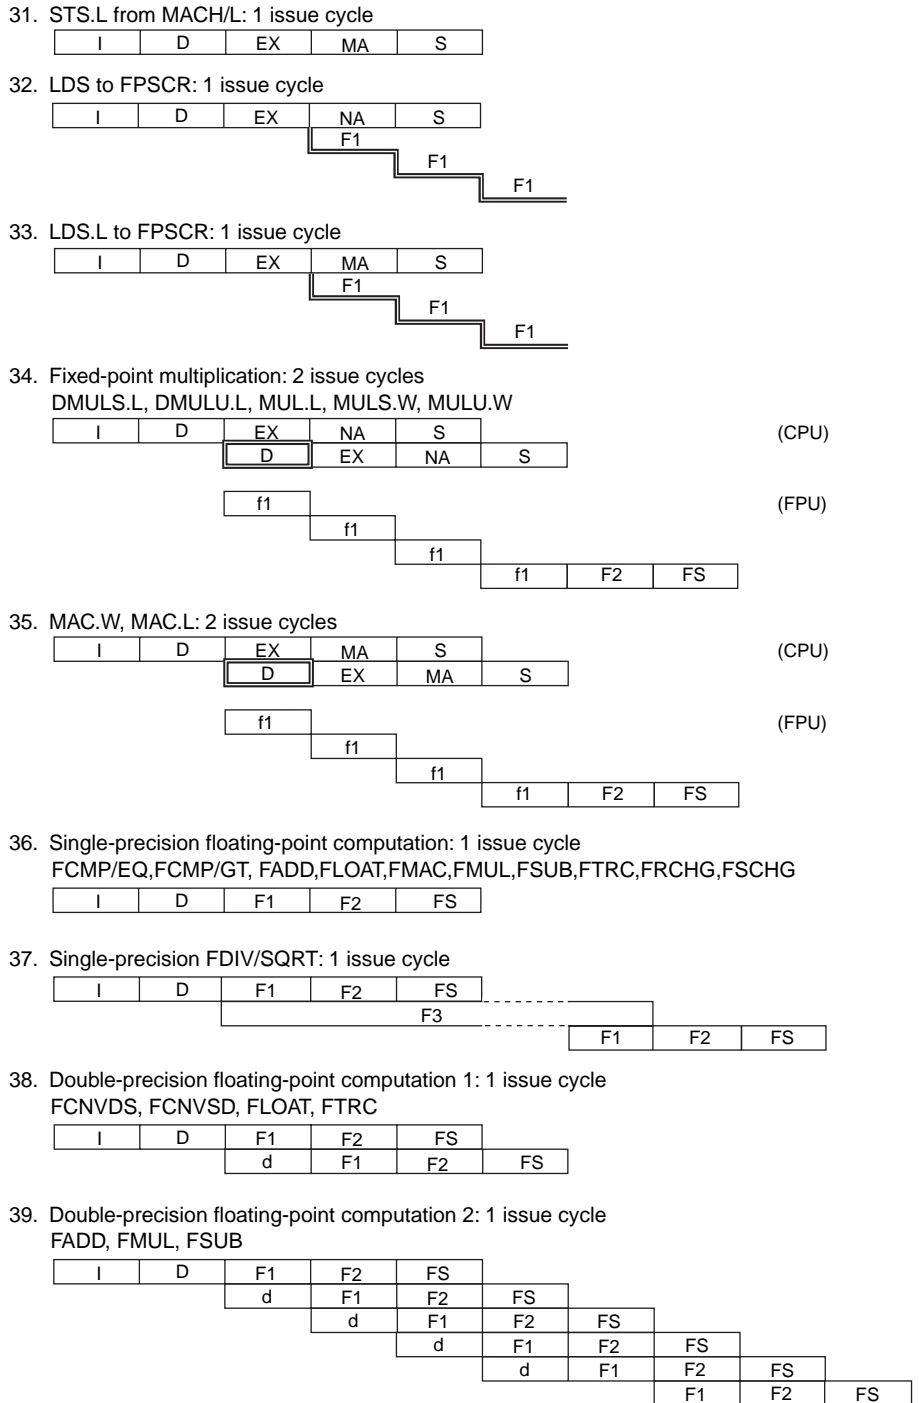 31. STS.L from MACH/L: 1 issue cycle
I D EX MA S
32. LDS to FPSCR: 1 issue cycle
I D EX NA S
F1
F1
F1
33. LDS.L to FPSCR: 1 issue cycle
I D EX MA S
F1
F1
F1
34. Fixed-point multiplication: 2 issue cycles
DMULS.L, DMULU.L, MUL.L, MULS.W, MULU.W
I D EX NA S (CPU)
D EX NA S
f1 (FPU)
f1
f1
f1 F2 FS
35. MAC.W, MAC.L: 2 issue cycles
I D EX MA S (CPU)
D EX MA S
f1 (FPU)
f1
f1
f1 F2 FS
36. Single-precision floating-point computation: 1 issue cycle
FCMP/EQ,FCMP/GT, FADD,FLOAT,FMAC,FMUL,FSUB,FTRC,FRCHG,FSCHG
I D F1 F2 FS
37. Single-precision FDIV/SQRT: 1 issue cycle
I D F1 F2 FS
F3
F1 F2 FS
38. Double-precision floating-point computation 1: 1 issue cycle
FCNVDS, FCNVSD, FLOAT, FTRC
I D F1 F2 FS
d F1 F2 FS
39. Double-precision floating-point computation 2: 1 issue cycle
FADD, FMUL, FSUB
I D F1 F2 FS
d F1 F2 FS
d F1 F2 FS
d F1 F2 FS
d F1 F2 FS
F1 F2 FS